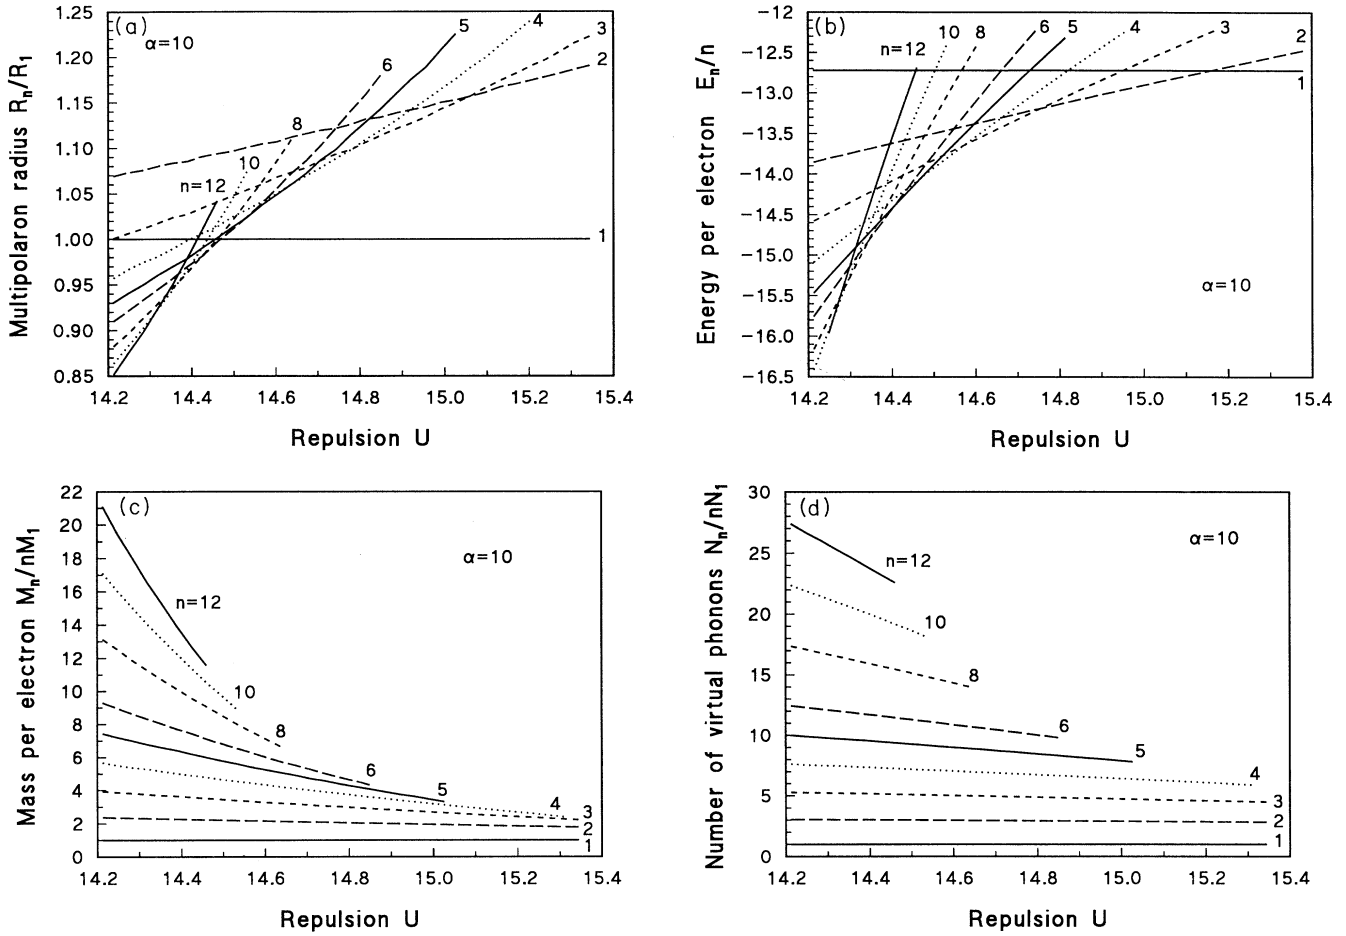 (a)
α=10
Multipolaron radius Rn/R1
1.25
1.20
1.15
1.10
1.05
1.00
0.95
0.90
0.85
n=12
10
8
6
5
4
3
2
1
14.2 14.4 14.6 14.8 15.0 15.2 15.4
Repulsion U
(b)
Energy per electron En/n
−12
−12.5
−13.0
−13.5
−14.0
−14.5
−15.0
−15.5
−16.0
−16.5
n=12
10
8
6
5
4
3
2
1
α=10
14.2 14.4 14.6 14.8 15.0 15.2 15.4
Repulsion U
(c)
α=10
Mass per electron Mn/nM1
22
20
18
16
14
12
10
8
6
4
2
0
n=12
10
8
6
5
4
3
2
1
14.2 14.4 14.6 14.8 15.0 15.2 15.4
Repulsion U
(d)
α=10
Number of virtual phonons Nn/nN1
30
25
20
15
10
5
0
n=12
10
8
6
5
4
3
2
1
14.2 14.4 14.6 14.8 15.0 15.2 15.4
Repulsion U